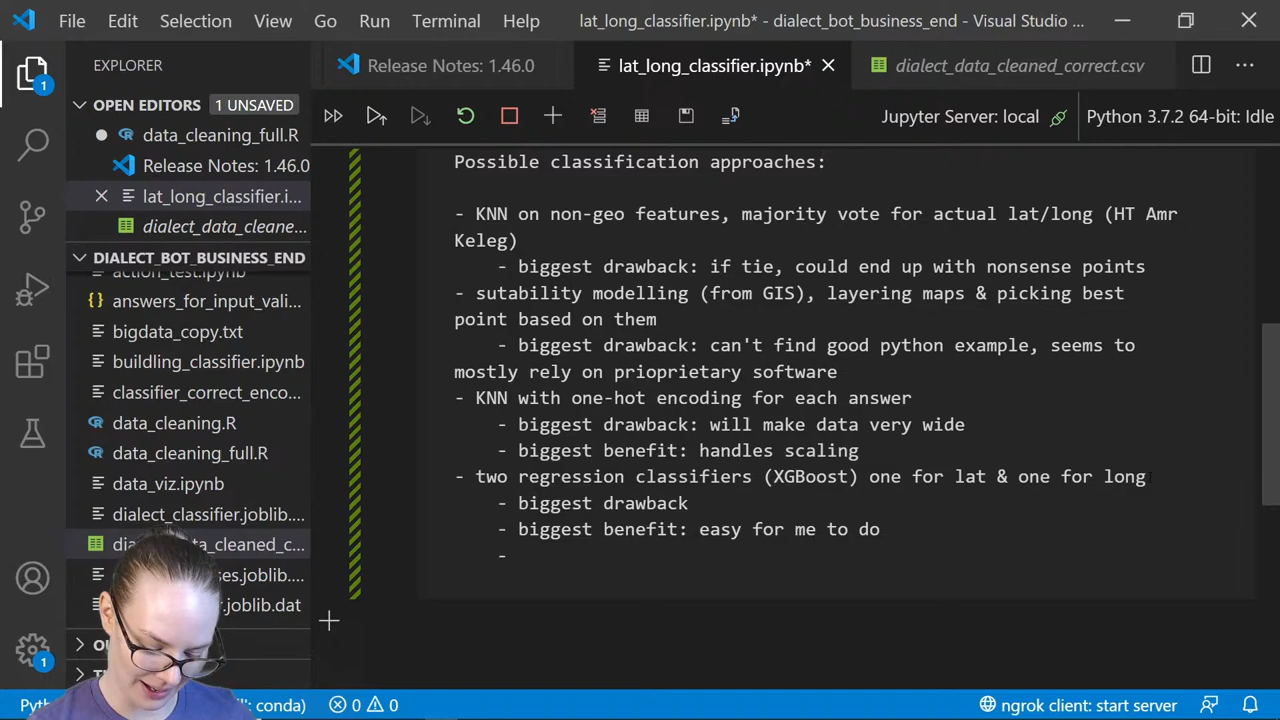 File Edit Selection View Go Run Terminal Help lat_long_classifier.ipynb* - dialect_bot_business_end - Visual Studio ...
EXPLORER
Release Notes: 1.46.0 lat_long_classifier.ipynb* dialect_data_cleaned_correct.csv
OPEN EDITORS 1 UNSAVED
data_cleaning_full.R
Release Notes: 1.46.0
lat_long_classifier.i...
dialect_data_cleane...
Jupyter Server: local Python 3.7.2 64-bit: Idle
DIALECT_BOT_BUSINESS_END
action_test.ipynb
answers_for_input_vali...
bigdata_copy.txt
buildling_classifier.ipynb
classifier_correct_enco...
data_cleaning.R
data_cleaning_full.R
data_viz.ipynb
dialect_classifier.joblib....
Possible classification approaches:
- KNN on non-geo features, majority vote for actual lat/long (HT Amr
Keleg)
- biggest drawback: if tie, could end up with nonsense points
- sutability modelling (from GIS), layering maps & picking best
point based on them
- biggest drawback: can't find good python example, seems to
mostly rely on prioprietary software
- KNN with one-hot encoding for each answer
- biggest drawback: will make data very wide
- biggest benefit: handles scaling
- two regression classifiers (XGBoost) one for lat & one for long
- biggest drawback
- biggest benefit: easy for me to do
-
conda) 0 0 ngrok client: start server